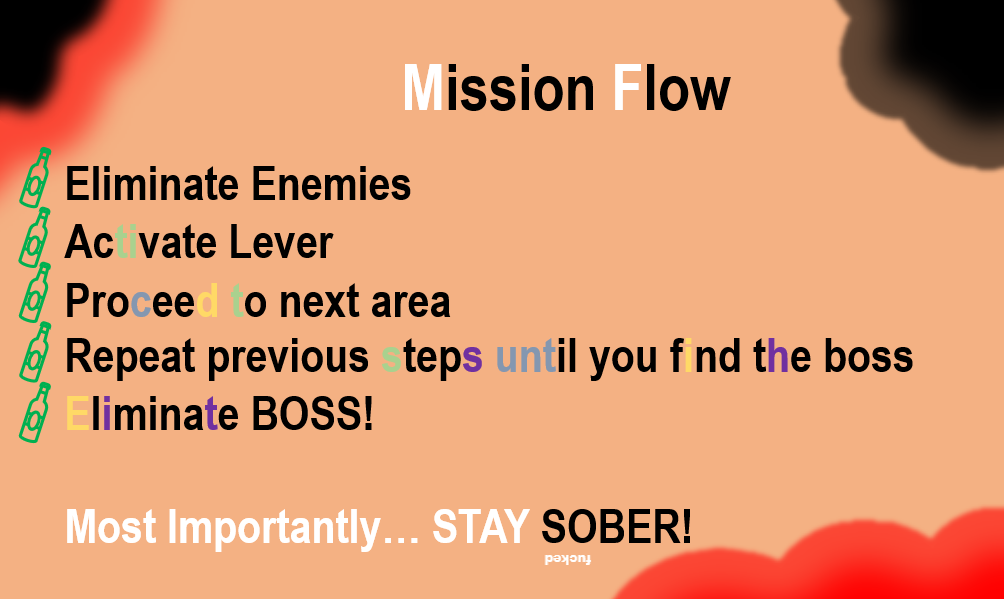 Mission Flow
Eliminate Enemies
Activate Lever
Proceed to next area
Repeat previous steps until you find the boss
Eliminate BOSS!
Most Importantly… STAY SOBER!
fucked